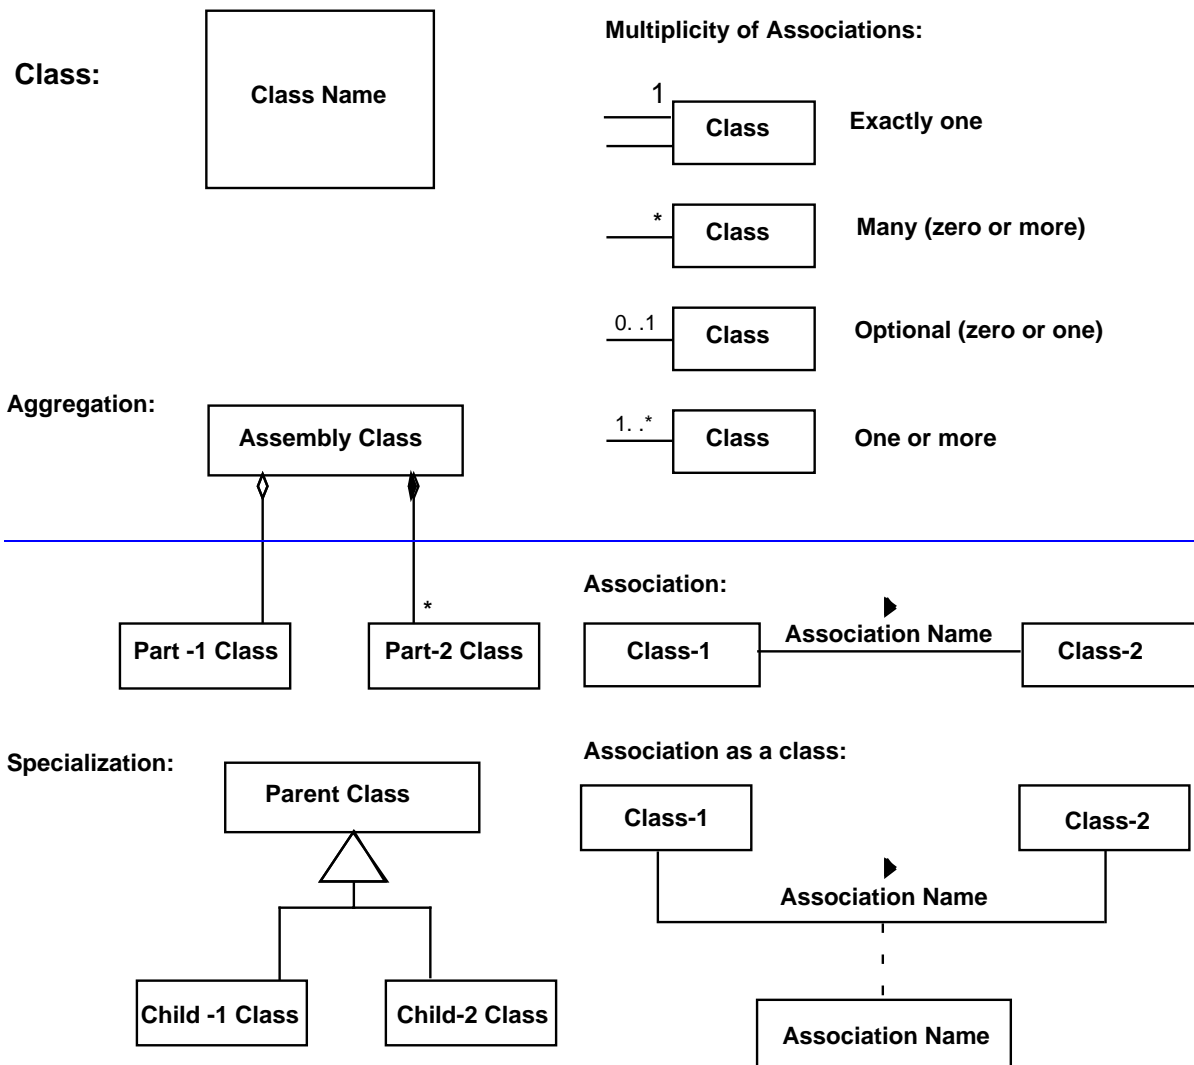 Class:
Class Name
Multiplicity of Associations:
1
Class
Exactly one
*
Class
Many (zero or more)
0. .1
Class
Optional (zero or one)
1. .*
Class
One or more
Aggregation:
Assembly Class
*
Part -1 Class
Part-2 Class
Association:
Association Name
Class-1
Class-2
Specialization:
Parent Class
Child -1 Class
Child-2 Class
Association as a class:
Class-1
Class-2
Association Name
Association Name